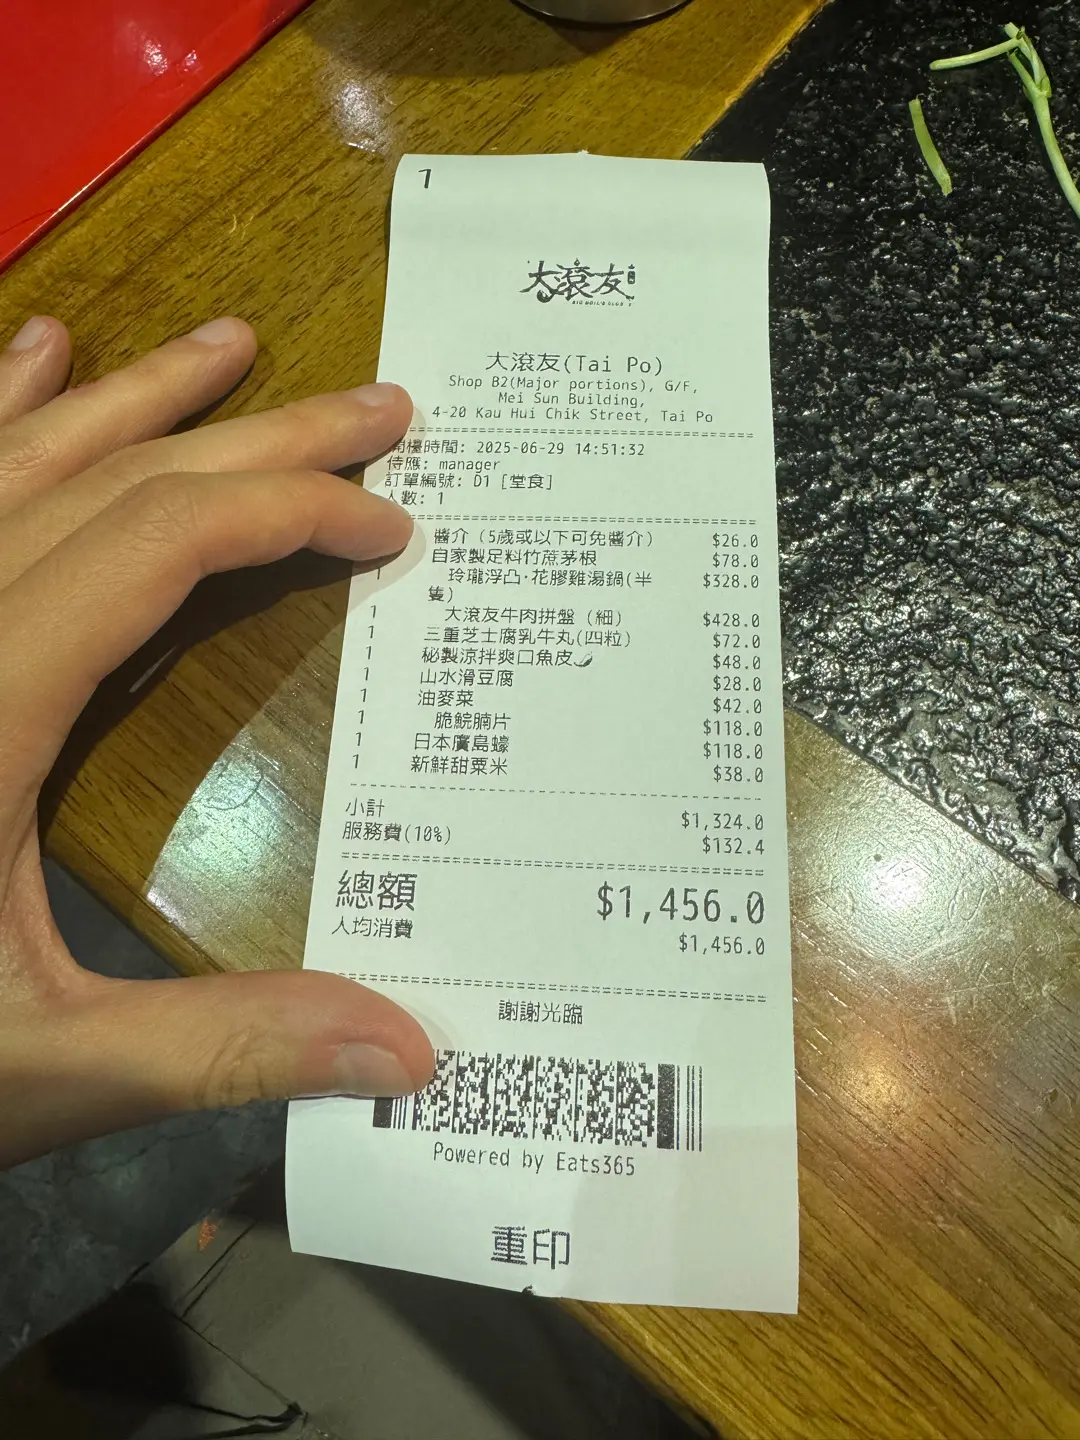 1
大滾友
大滾友(Tai Po)
Shop B2(Major portions), G/F,
Mei Sun Building,
4-20 Kau Hui Chik Street, Tai Po
開檯時間: 2025-06-29 14:51:32
侍應: manager
訂單編號: D1 [堂食]
人數: 1
醬介 (5歲或以下可免醬介) $26.0
自家製足料竹蔗茅根 $78.0
1 玲瓏浮凸·花膠雞湯鍋(半 $328.0
隻)
1 大滾友牛肉拼盤 (細) $428.0
1 三重芝士腐乳牛丸(四粒) $72.0
1 秘製涼拌爽口魚皮🌶 $48.0
1 山水滑豆腐 $28.0
1 油麥菜 $42.0
1 脆鯇腩片 $118.0
1 日本廣島蠔 $118.0
1 新鮮甜粟米 $38.0
小計 $1,324.0
服務費(10%) $132.4
總額 $1,456.0
人均消費 $1,456.0
謝謝光臨
Powered by Eats365
重印